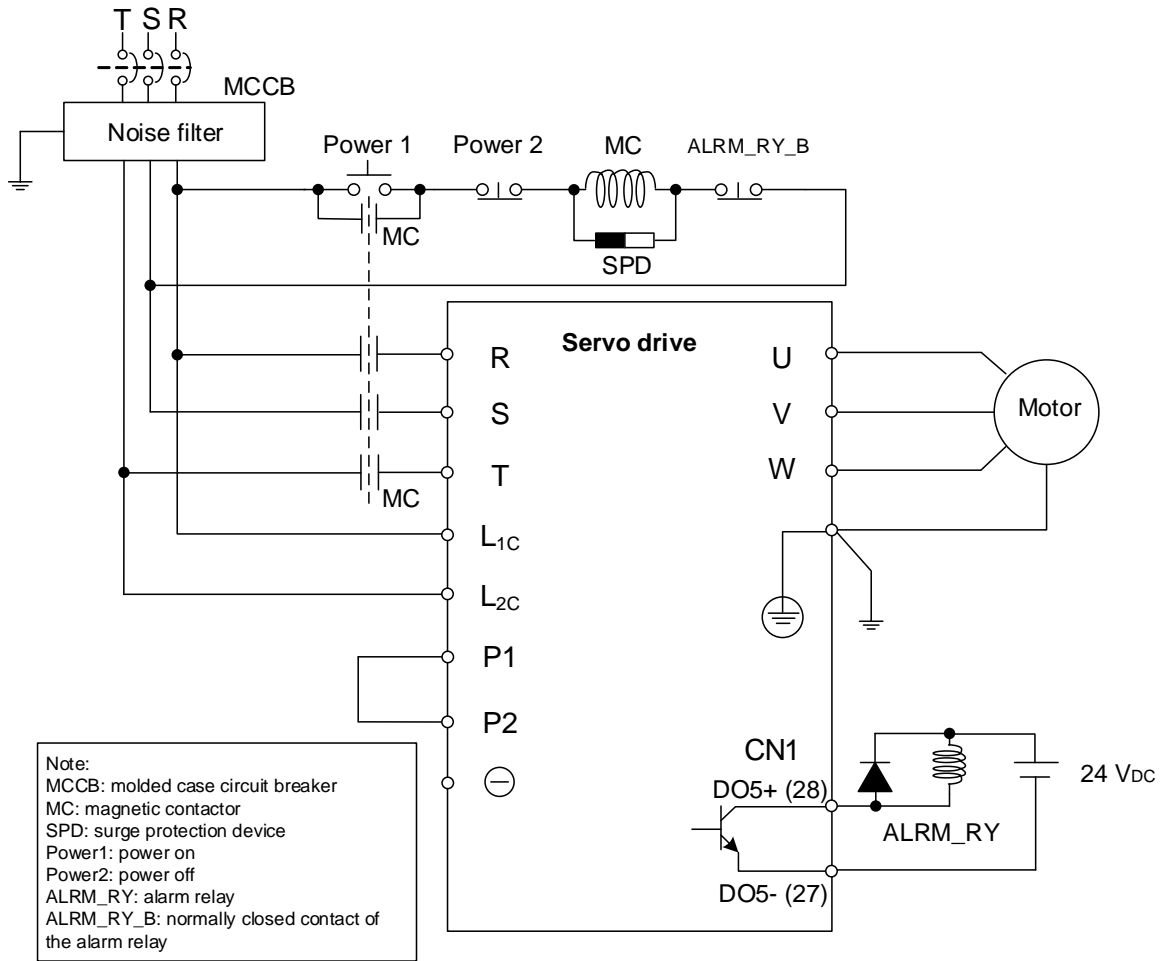 T S R
MCCB
Noise filter
Power 1
Power 2
MC
ALRM_RY_B
MC
SPD
Servo drive
R
U
S
V
Motor
T
W
MC
L1C
L2C
P1
P2
CN1
DO5+ (28)
24 VDC
ALRM_RY
DO5- (27)
Note:
MCCB: molded case circuit breaker
MC: magnetic contactor
SPD: surge protection device
Power1: power on
Power2: power off
ALRM_RY: alarm relay
ALRM_RY_B: normally closed contact of
the alarm relay